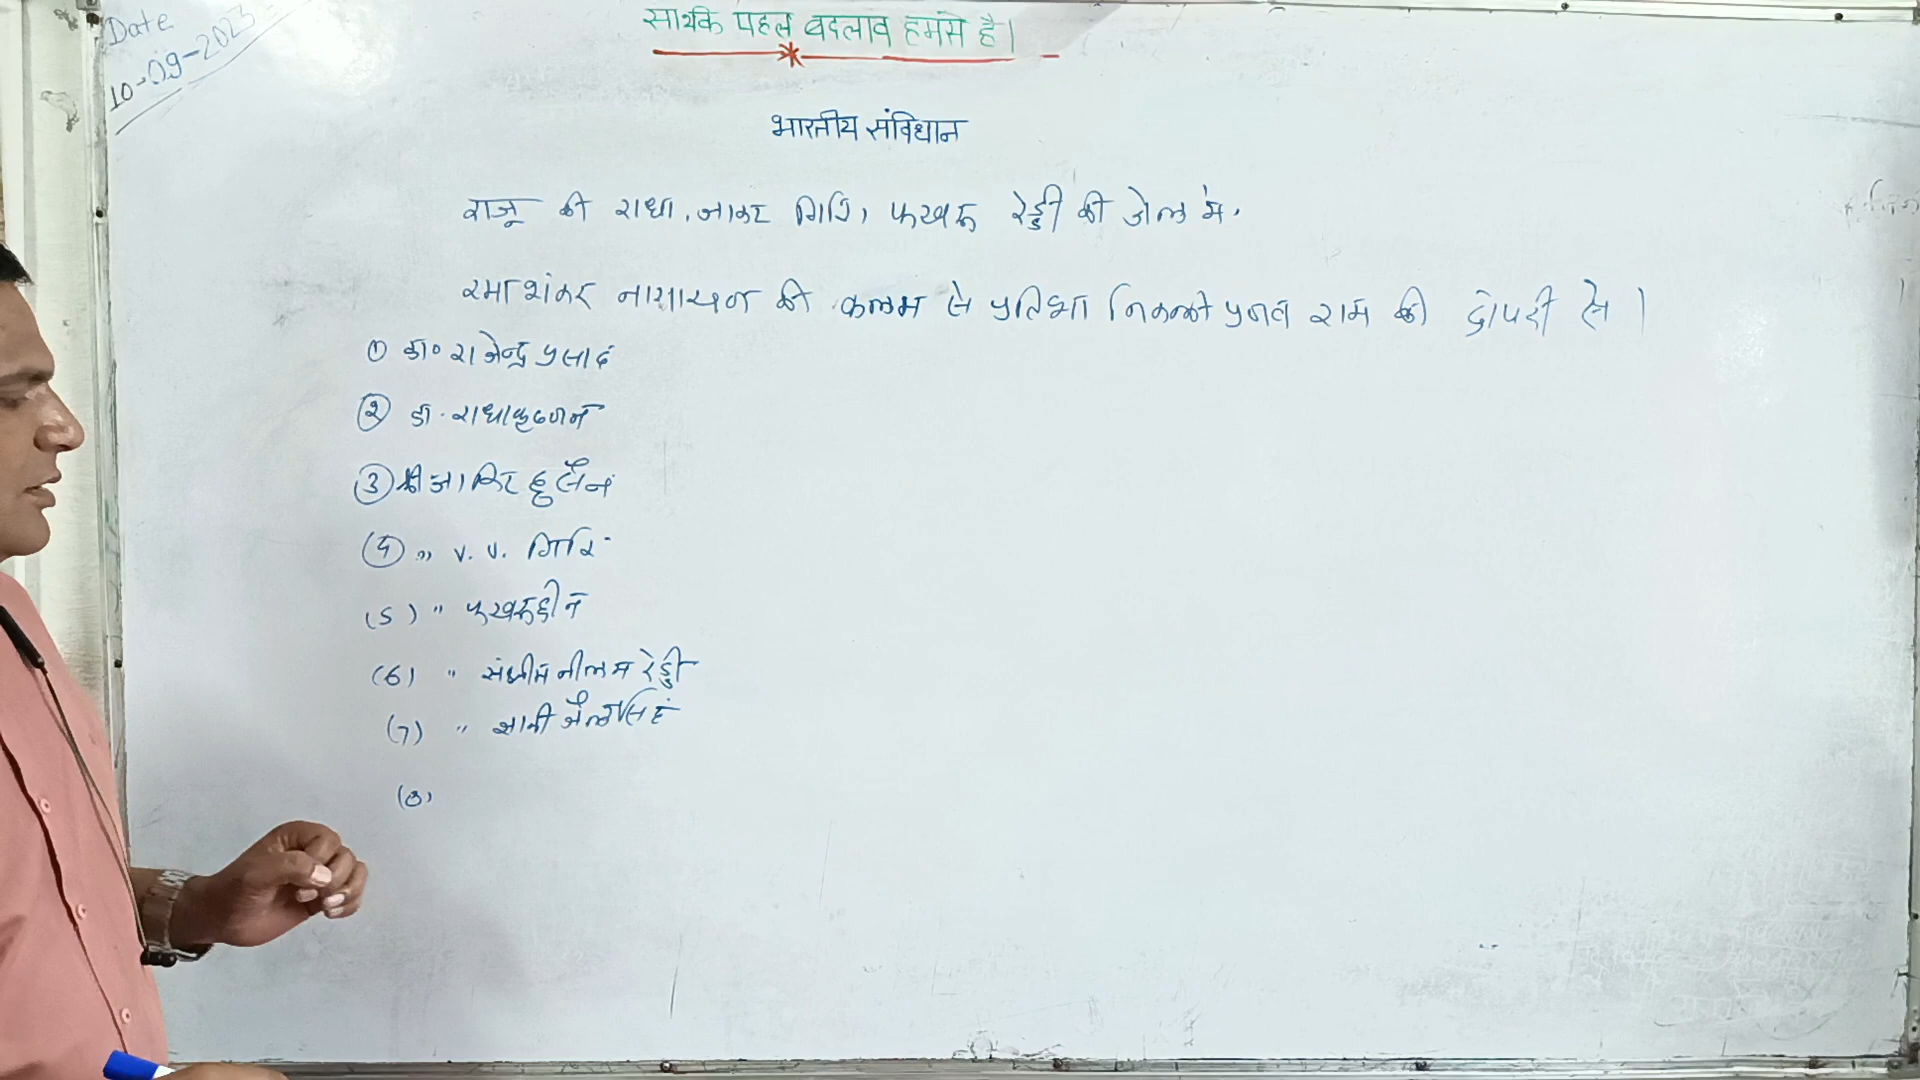 Date
10-09-2023
सार्थक पहल बदलाव हमसे है।
भारतीय संविधान
राजू की राधा, जाकर गिरि, फखरू रेड्डी की जेल में,
रमाशंकर नारायण की कलम से प्रतिभा निकली प्रणव राम की द्रोपदी से।
① डा० राजेन्द्र प्रसाद
② डा. राधाकृष्णन
③ श्री जाकिर हुसैन
(4) ,, V. V. गिरि
(5) " फखरूद्दीन
(6) " संजीव नीलम रेड्डी
(7) " ज्ञानी जैलसिंह
(8)